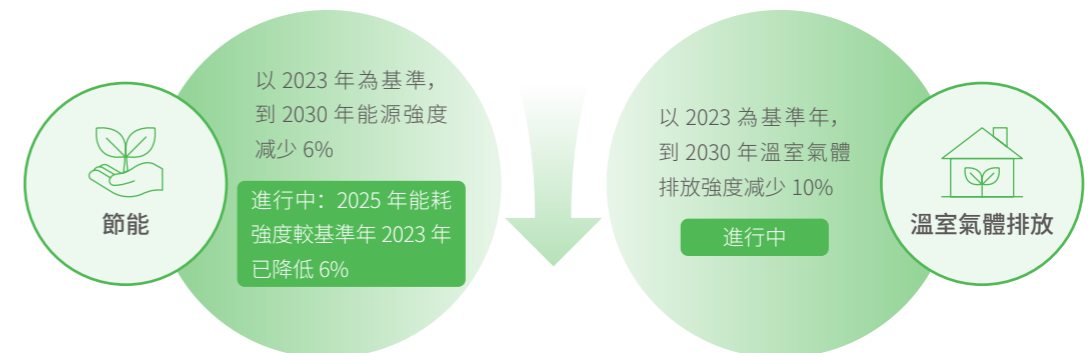 節能
以 2023 年為基準，
到 2030 年能源強度
减少 6%
進行中：2025 年能耗
強度較基準年 2023 年
已降低 6%
以 2023 為基準年，
到 2030 年溫室氣體
排放強度减少 10%
進行中
溫室氣體排放